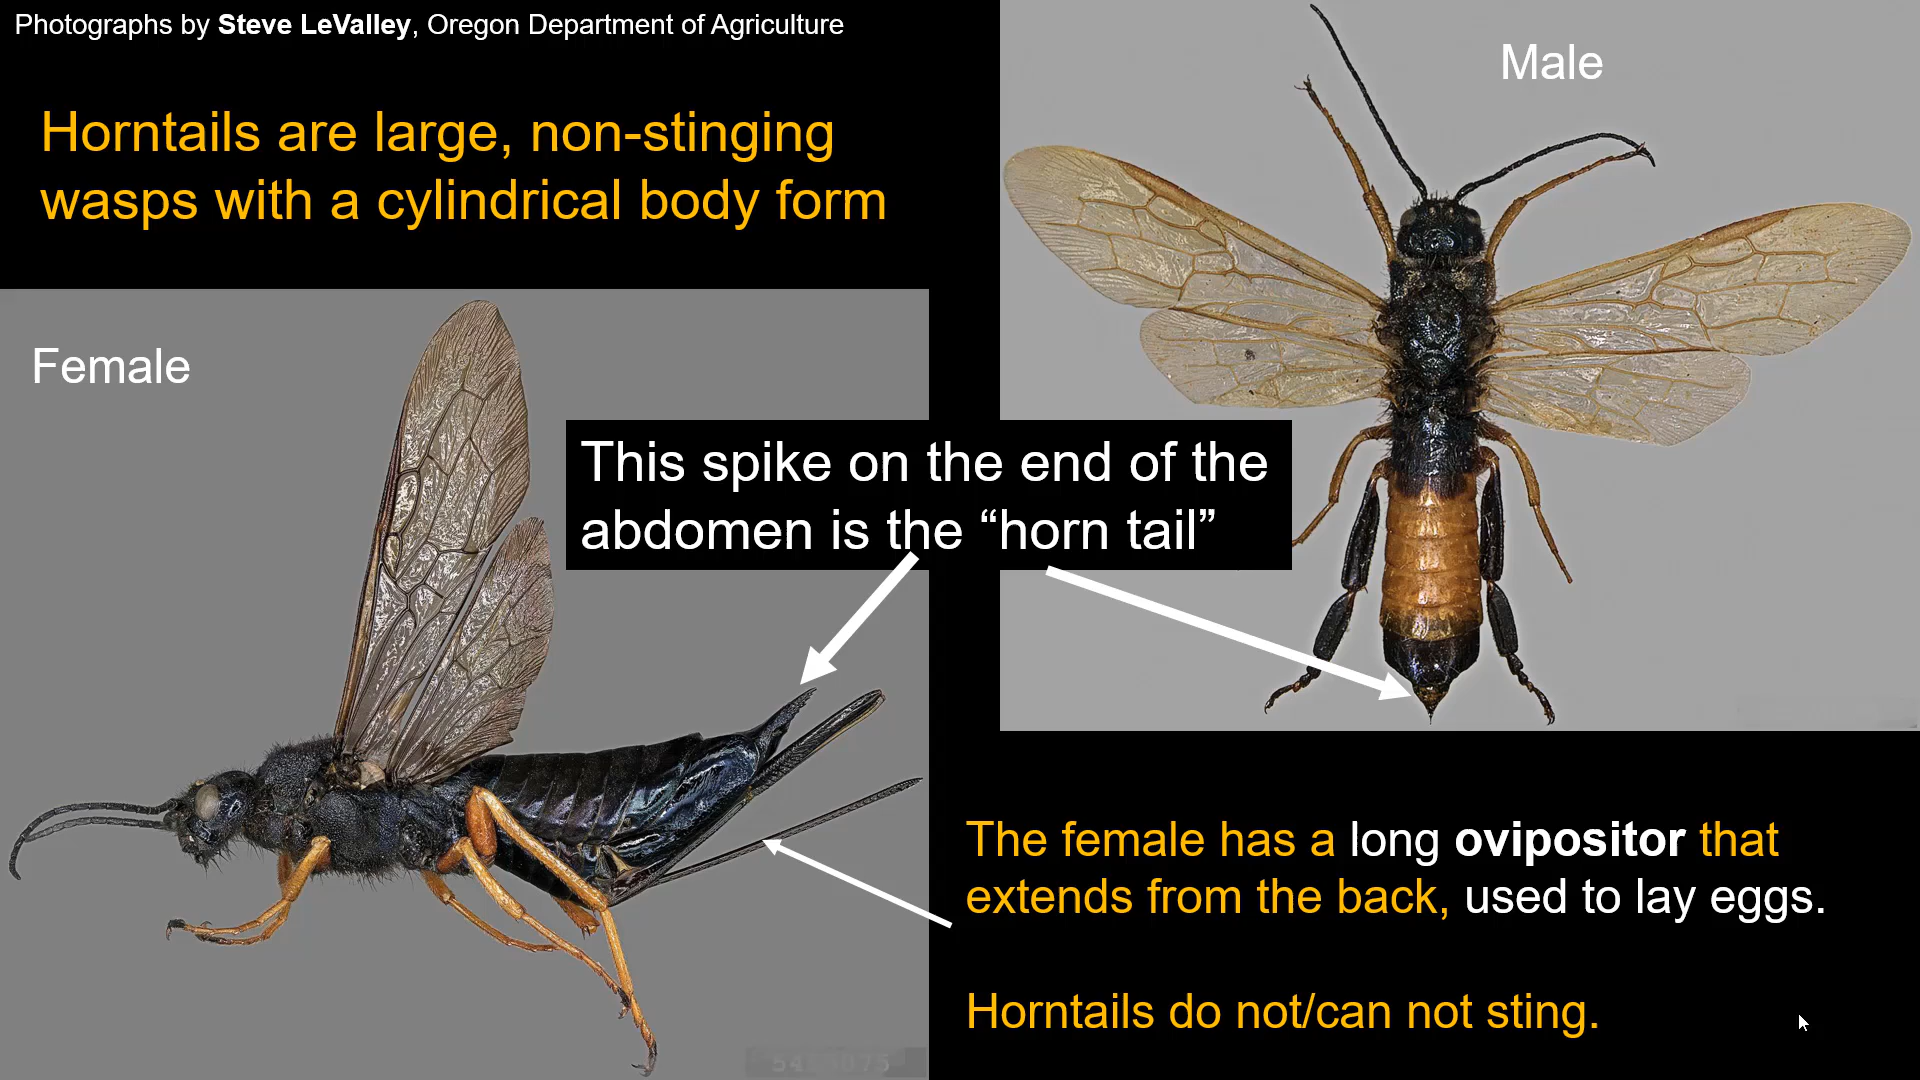 Photographs by Steve LeValley, Oregon Department of Agriculture
Horntails are large, non-stinging
wasps with a cylindrical body form
Male
Female
This spike on the end of the
abdomen is the “horn tail”
The female has a long ovipositor that
extends from the back, used to lay eggs.
Horntails do not/can not sting.